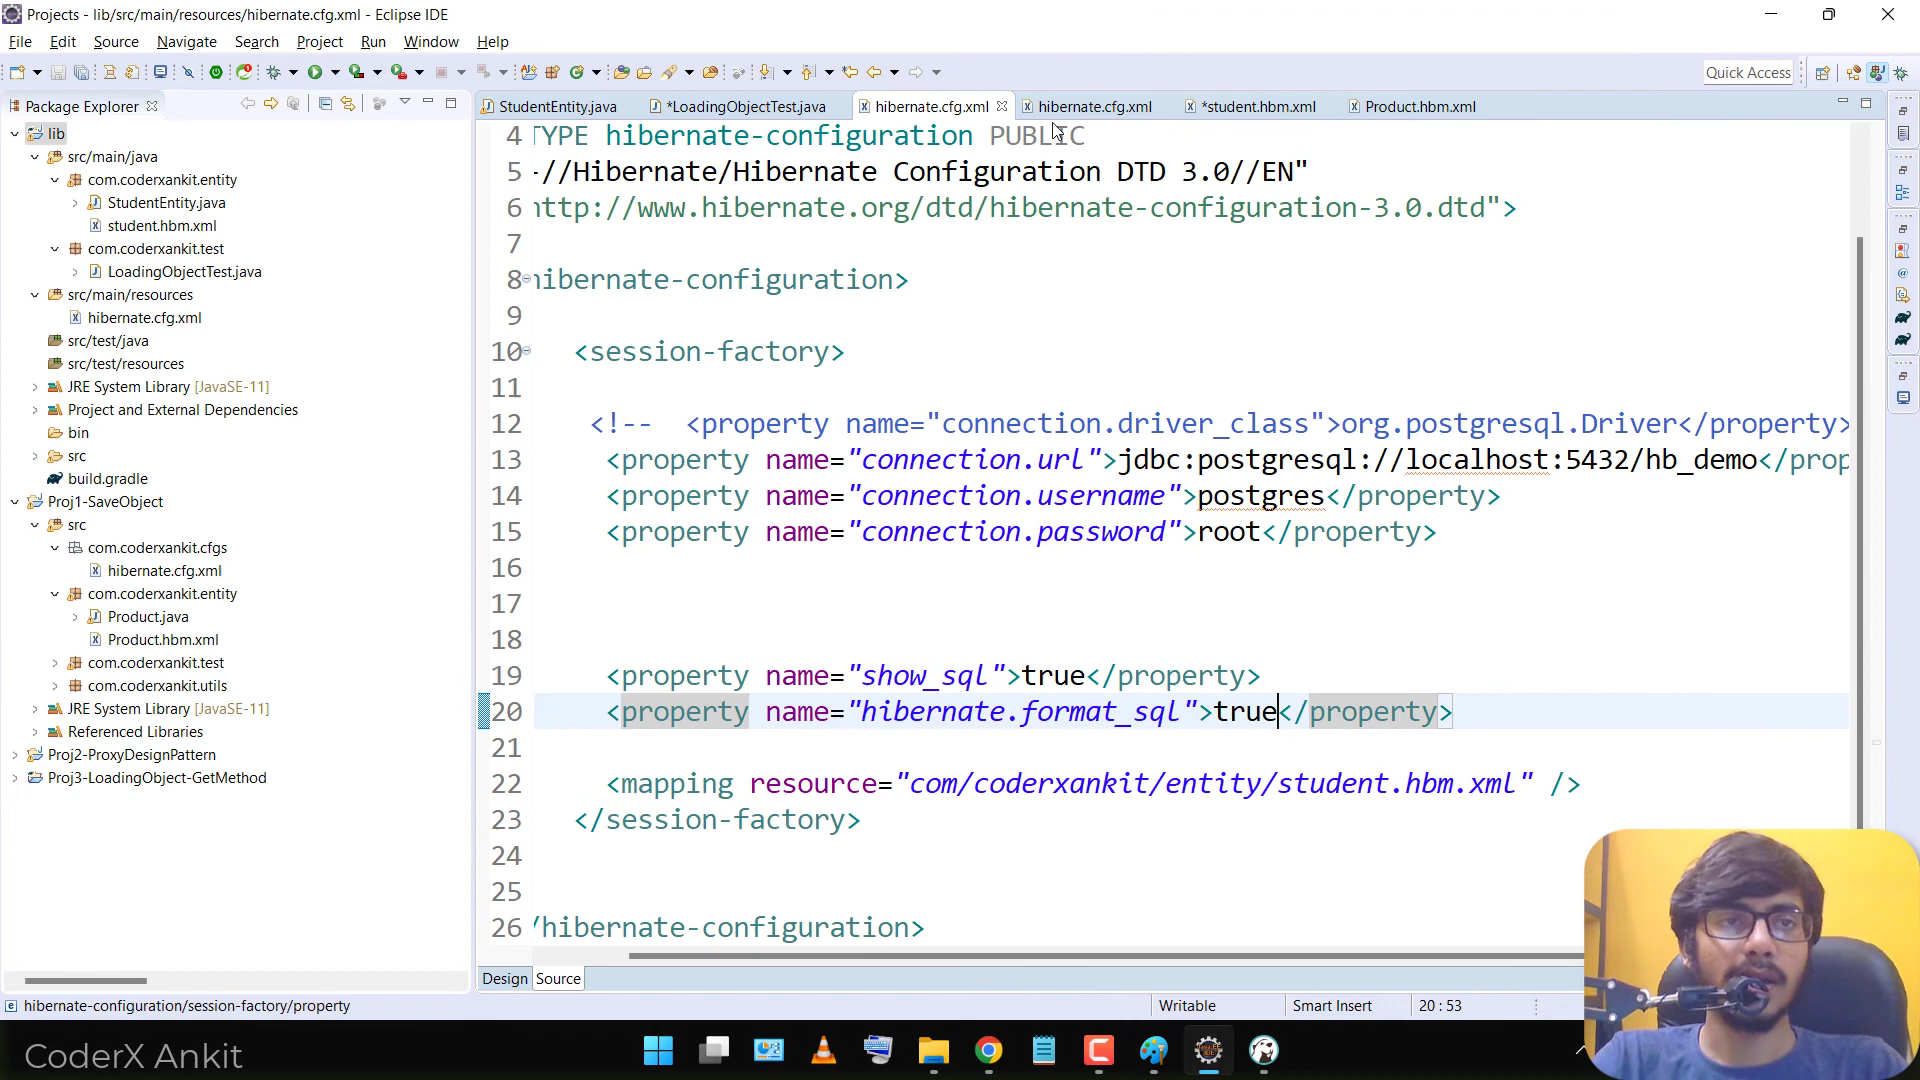 Projects - lib/src/main/resources/hibernate.cfg.xml - Eclipse IDE
File Edit Source Navigate Search Project Run Window Help
Quick Access
Package Explorer
StudentEntity.java
*LoadingObjectTest.java
hibernate.cfg.xml
hibernate.cfg.xml
*student.hbm.xml
Product.hbm.xml
lib
src/main/java
com.coderxankit.entity
StudentEntity.java
student.hbm.xml
com.coderxankit.test
LoadingObjectTest.java
src/main/resources
hibernate.cfg.xml
src/test/java
src/test/resources
JRE System Library [JavaSE-11]
Project and External Dependencies
bin
src
build.gradle
Proj1-SaveObject
src
com.coderxankit.cfgs
hibernate.cfg.xml
com.coderxankit.entity
Product.java
Product.hbm.xml
com.coderxankit.test
com.coderxankit.utils
JRE System Library [JavaSE-11]
Referenced Libraries
Proj2-ProxyDesignPattern
Proj3-LoadingObject-GetMethod
4 TYPE hibernate-configuration PUBLIC
5 -//Hibernate/Hibernate Configuration DTD 3.0//EN"
6 http://www.hibernate.org/dtd/hibernate-configuration-3.0.dtd">
7
8 hibernate-configuration>
9
10 <session-factory>
11
12 <!-- <property name="connection.driver_class">org.postgresql.Driver</property>
13 <property name="connection.url">jdbc:postgresql://localhost:5432/hb_demo</prop
14 <property name="connection.username">postgres</property>
15 <property name="connection.password">root</property>
16
17
18
19 <property name="show_sql">true</property>
20 <property name="hibernate.format_sql">true</property>
21
22 <mapping resource="com/coderxankit/entity/student.hbm.xml" />
23 </session-factory>
24
25
26 /hibernate-configuration>
Design Source
hibernate-configuration/session-factory/property
Writable
Smart Insert
20 : 53
CoderX Ankit